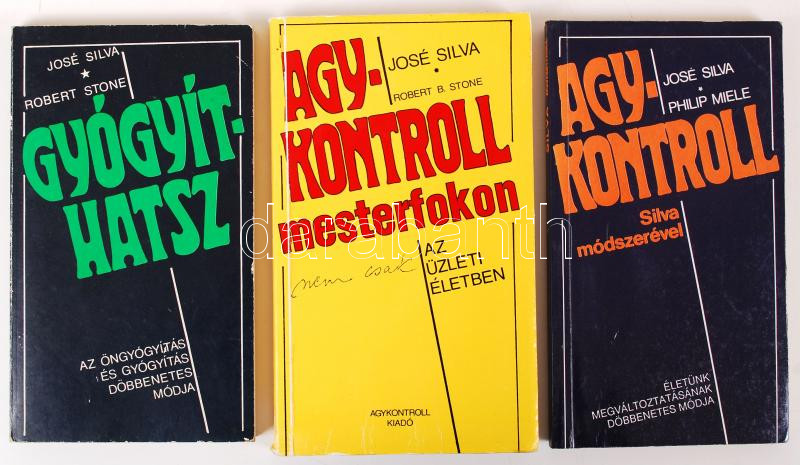 JOSÉ SILVA
ROBERT STONE
GYÓGYÍT-
HATSZ
AZ ÖNGYÓGYÍTÁS
ÉS GYÓGYÍTÁS
DÖBBENETES
MÓDJA
JOSÉ SILVA
ROBERT B. STONE
AGY-
KONTROLL
mesterfokon
nem csak
AZ
ÜZLETI
ÉLETBEN
AGYKONTROLL
KIADÓ
JOSÉ SILVA
PHILIP MIELE
AGY-
KONTROLL
Silva
módszerével
ÉLETÜNK
MEGVÁLTOZTATÁSÁNAK
DÖBBENETES MÓDJA
darabanth